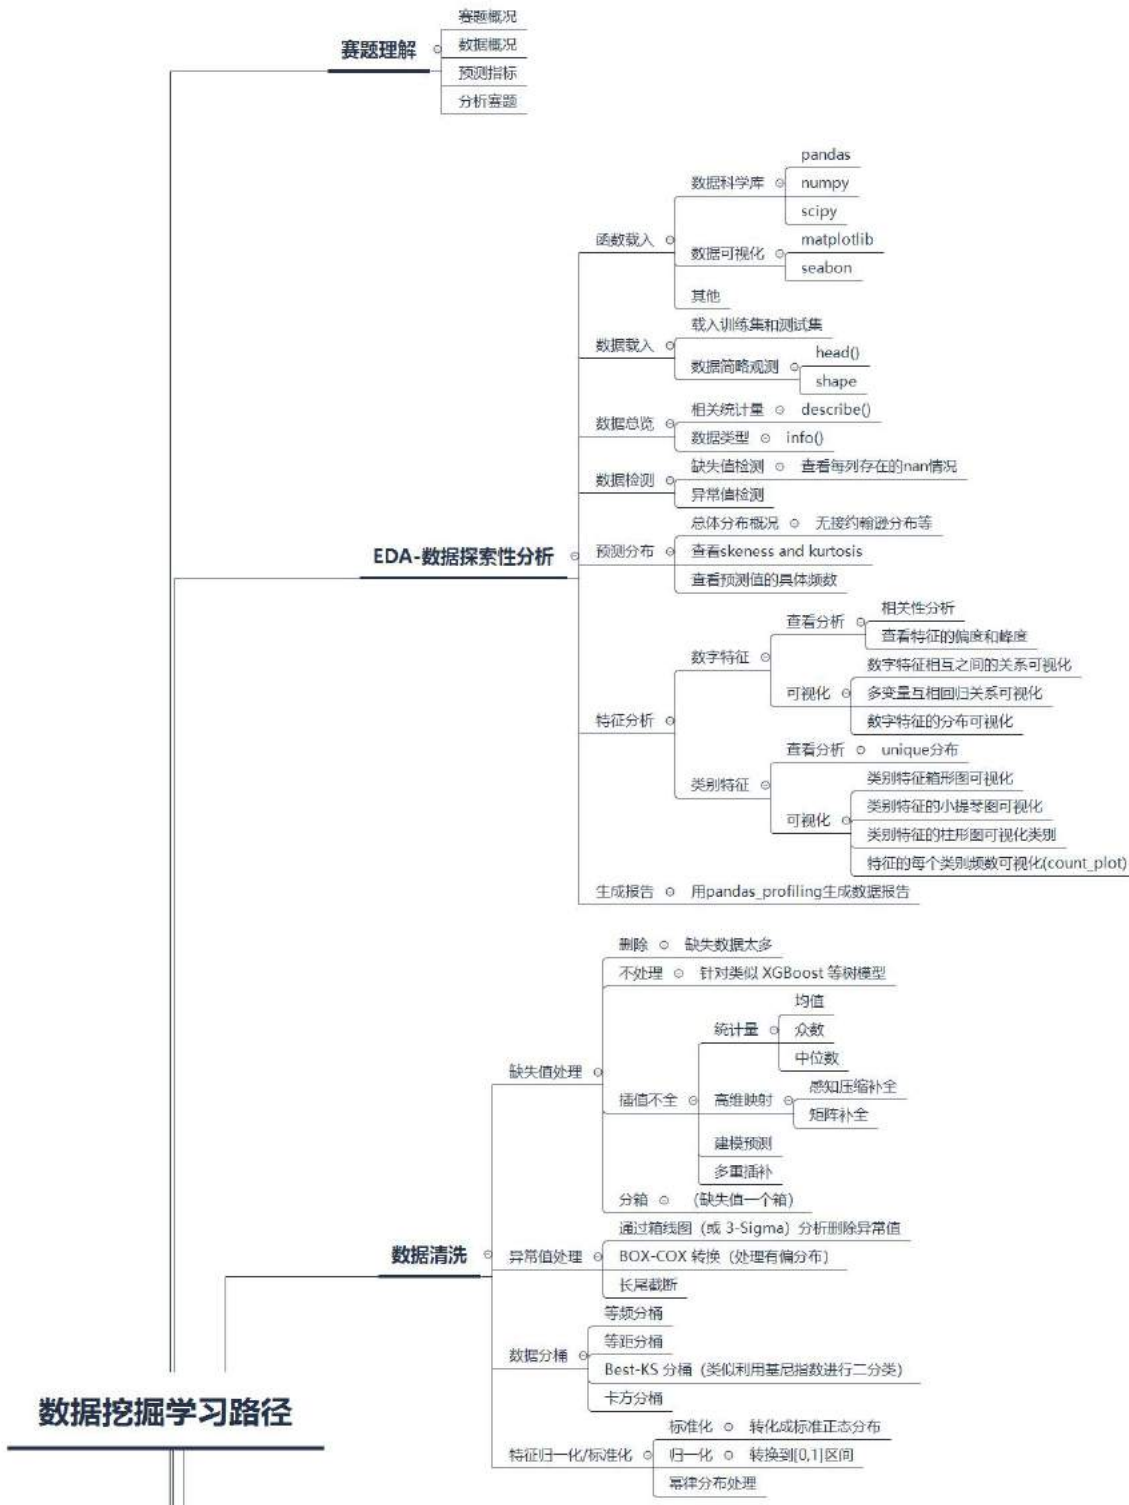 赛题概况
赛题理解
数据概况
预测指标
分析赛题
pandas
数据科学库
numpy
scipy
函数载入
matplotlib
数据可视化
seabon
其他
载入训练集和测试集
数据载入
head()
数据简略观测
shape
相关统计量
describe()
数据总览
数据类型
info()
缺失值检测
查看每列存在的nan情况
数据检测
异常值检测
总体分布概况
无接约翰逊分布等
EDA-数据探索性分析
预测分布
查看skeness and kurtosis
查看预测值的具体频数
相关性分析
查看分析
查看特征的偏度和峰度
数字特征
数字特征相互之间的关系可视化
可视化
多变量互相回归关系可视化
数字特征的分布可视化
特征分析
查看分析
unique分布
类别特征
类别特征箱形图可视化
类别特征的小提琴图可视化
可视化
类别特征的柱形图可视化类别
特征的每个类别频数可视化(count_plot)
生成报告
用pandas_profiling生成数据报告
删除
缺失数据太多
不处理
针对类似 XGBoost 等树模型
均值
统计量
众数
中位数
缺失值处理
感知压缩补全
插值不全
高维映射
矩阵补全
建模预测
多重插补
分箱
（缺失值一个箱）
通过箱线图（或 3-Sigma）分析删除异常值
数据清洗
异常值处理
BOX-COX 转换（处理有偏分布）
长尾截断
等频分桶
等距分桶
数据分桶
Best-KS 分桶（类似利用基尼指数进行二分类）
卡方分桶
数据挖掘学习路径
标准化
转化成标准正态分布
特征归一化/标准化
归一化
转换到[0,1]区间
幂律分布处理